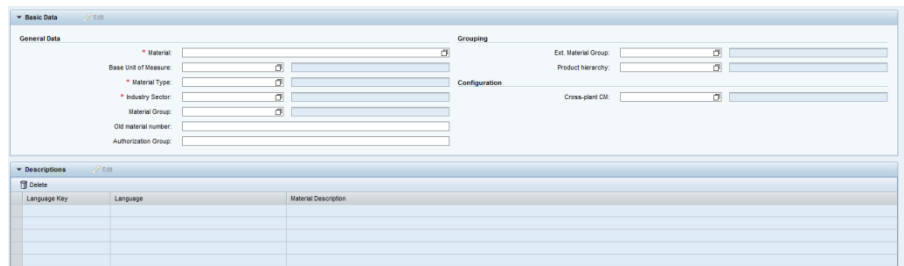 Basic Data Edit
General Data
* Material:
Base Unit of Measure:
* Material Type:
* Industry Sector:
Material Group:
Old material number:
Authorization Group:
Grouping
Ext. Material Group:
Product hierarchy:
Configuration
Cross-plant CM:
Descriptions Edit
Delete
Language Key Language Material Description